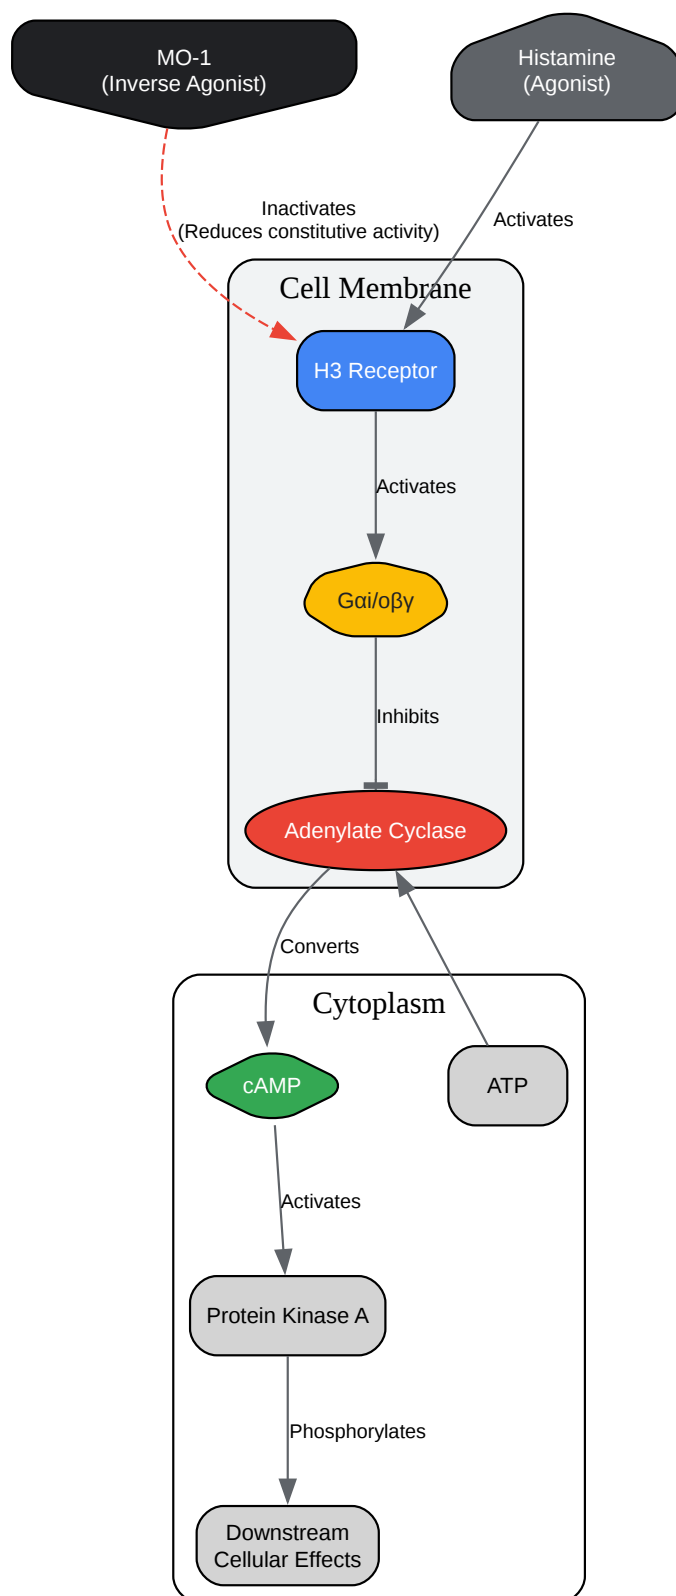 MO-1
(Inverse Agonist)
Histamine
(Agonist)
Inactivates
(Reduces constitutive activity)
Activates
Cell Membrane
H3 Receptor
Activates
Gαi/oβγ
Inhibits
Adenylate Cyclase
Converts
Cytoplasm
cAMP
ATP
Activates
Protein Kinase A
Phosphorylates
Downstream
Cellular Effects